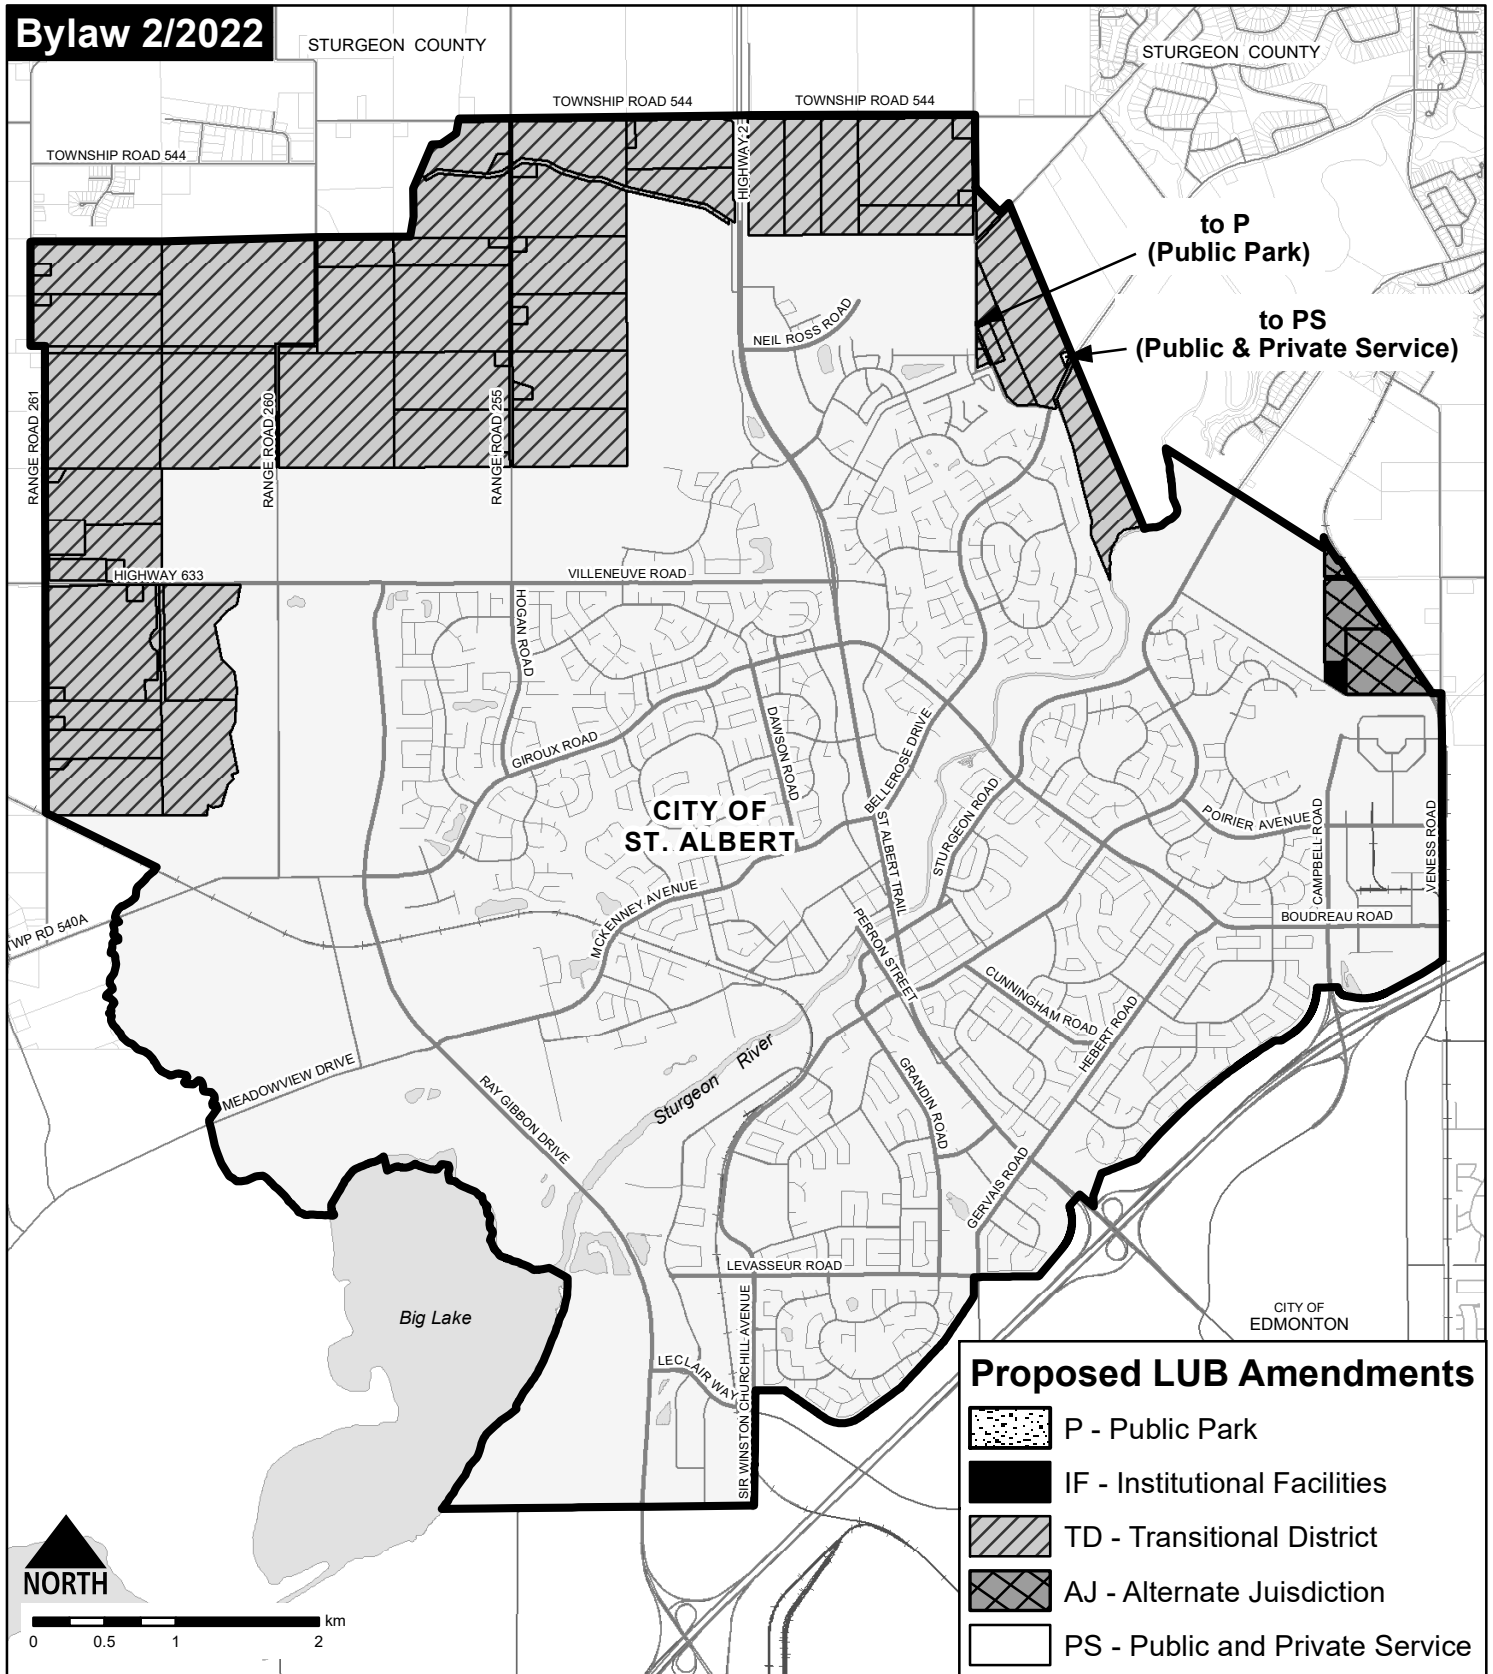 Bylaw 2/2022
STURGEON COUNTY
STURGEON COUNTY
TOWNSHIP ROAD 544
TOWNSHIP ROAD 544
TOWNSHIP ROAD 544
HIGHWAY 2
to P
(Public Park)
to PS
(Public & Private Service)
NEIL ROSS ROAD
RANGE ROAD 261
RANGE ROAD 260
RANGE ROAD 255
HIGHWAY 633
VILLENEUVE ROAD
HOGAN ROAD
GIROUX ROAD
DAWSON ROAD
BELLEROSE DRIVE
CITY OF
ST. ALBERT
ST ALBERT TRAIL
STURGEON ROAD
POIRIER AVENUE
CAMPBELL ROAD
VENESS ROAD
MCKENNEY AVENUE
PERRON STREET
BOUDREAU ROAD
TWP RD 540A
CUNNINGHAM ROAD
HEBERT ROAD
MEADOWVIEW DRIVE
RAY GIBBON DRIVE
Sturgeon River
GRANDIN ROAD
GERVAIS ROAD
LEVASSEUR ROAD
Big Lake
SIR WINSTON CHURCHILL AVENUE
LECLAIR WAY
CITY OF
EDMONTON
Proposed LUB Amendments
P - Public Park
IF - Institutional Facilities
TD - Transitional District
AJ - Alternate Juisdiction
PS - Public and Private Service
NORTH
km
0 0.5 1 2